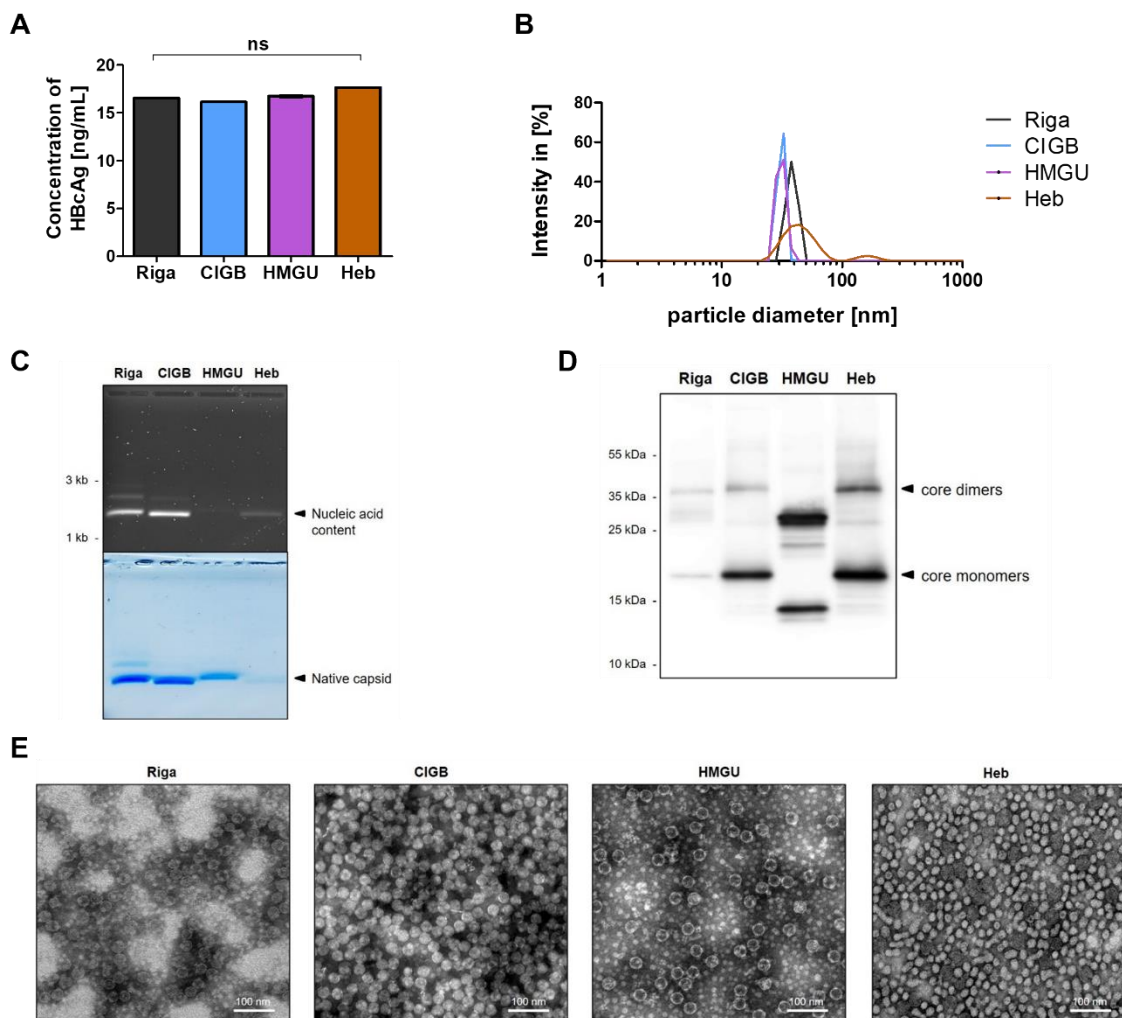 A
ns
Concentration of
HBcAg [ng/mL]
20
15
10
5
0
Riga CIGB HMGU Heb
B
Intensity in [%]
80
60
40
20
0
1 10 100 1000
particle diameter [nm]
Riga
CIGB
HMGU
Heb
C
Riga CIGB HMGU Heb
3 kb -
1 kb -
Nucleic acid
content
Native capsid
D
Riga CIGB HMGU Heb
55 kDa -
35 kDa -
25 kDa -
15 kDa -
10 kDa -
core dimers
core monomers
E
Riga CIGB HMGU Heb
100 nm 100 nm 100 nm 100 nm